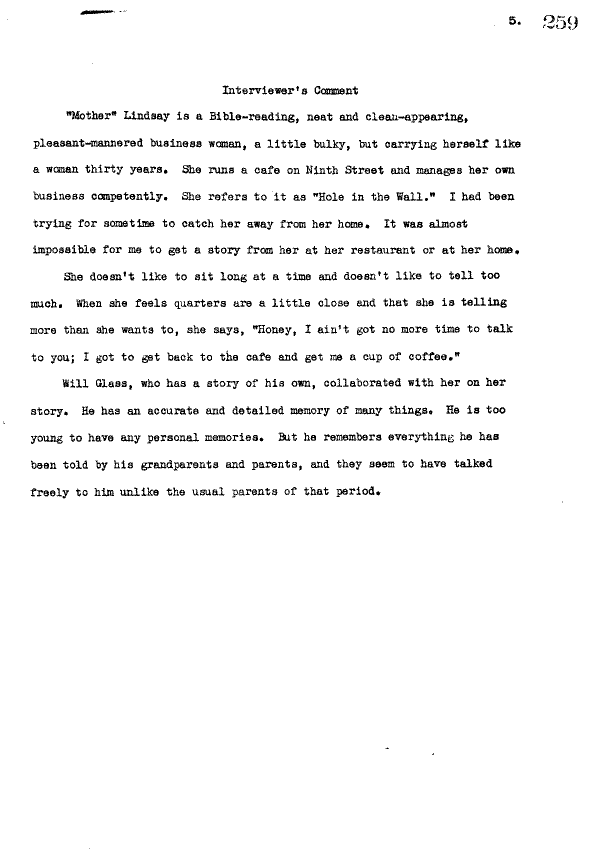 5. 259
Interviewer's Comment
"Mother" Lindsay is a Bible-reading, neat and clean-appearing,
pleasant-mannered business woman, a little bulky, but carrying herself like
a woman thirty years. She runs a cafe on Ninth Street and manages her own
business competently. She refers to it as "Hole in the Wall." I had been
trying for sometime to catch her away from her home. It was almost
impossible for me to get a story from her at her restaurant or at her home.
She doesn't like to sit long at a time and doesn't like to tell too
much. When she feels quarters are a little close and that she is telling
more than she wants to, she says, "Honey, I ain't got no more time to talk
to you; I got to get back to the cafe and get me a cup of coffee."
Will Glass, who has a story of his own, collaborated with her on her
story. He has an accurate and detailed memory of many things. He is too
young to have any personal memories. But he remembers everything he has
been told by his grandparents and parents, and they seem to have talked
freely to him unlike the usual parents of that period.